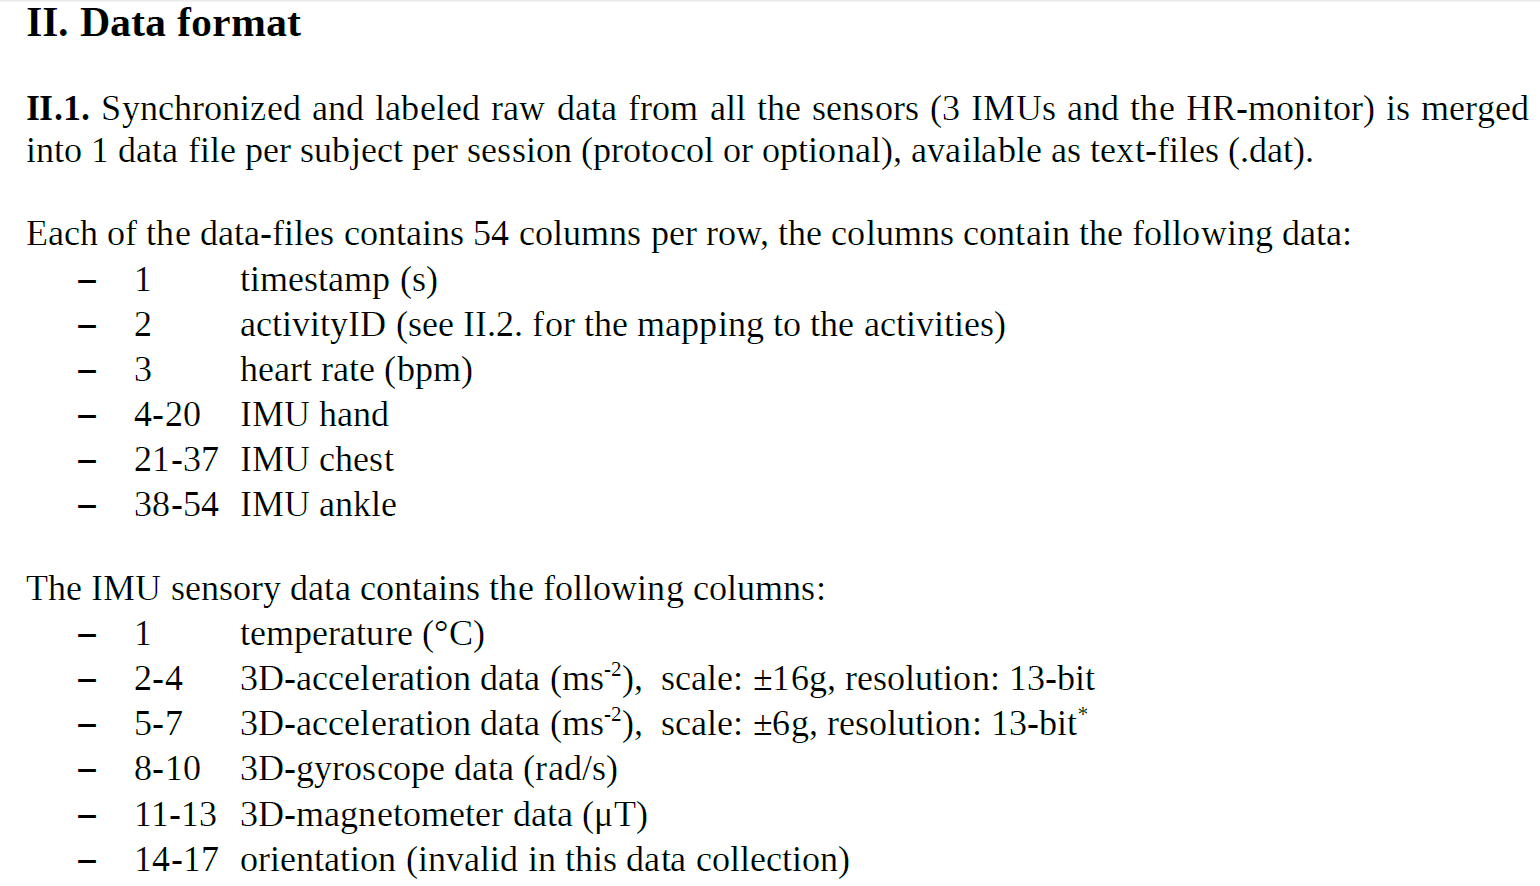 II. Data format
II.1. Synchronized and labeled raw data from all the sensors (3 IMUs and the HR-monitor) is merged
into 1 data file per subject per session (protocol or optional), available as text-files (.dat).
Each of the data-files contains 54 columns per row, the columns contain the following data:
– 1 timestamp (s)
– 2 activityID (see II.2. for the mapping to the activities)
– 3 heart rate (bpm)
– 4-20 IMU hand
– 21-37 IMU chest
– 38-54 IMU ankle
The IMU sensory data contains the following columns:
– 1 temperature (°C)
– 2-4 3D-acceleration data (ms⁻²), scale: ±16g, resolution: 13-bit
– 5-7 3D-acceleration data (ms⁻²), scale: ±6g, resolution: 13-bit*
– 8-10 3D-gyroscope data (rad/s)
– 11-13 3D-magnetometer data (μT)
– 14-17 orientation (invalid in this data collection)